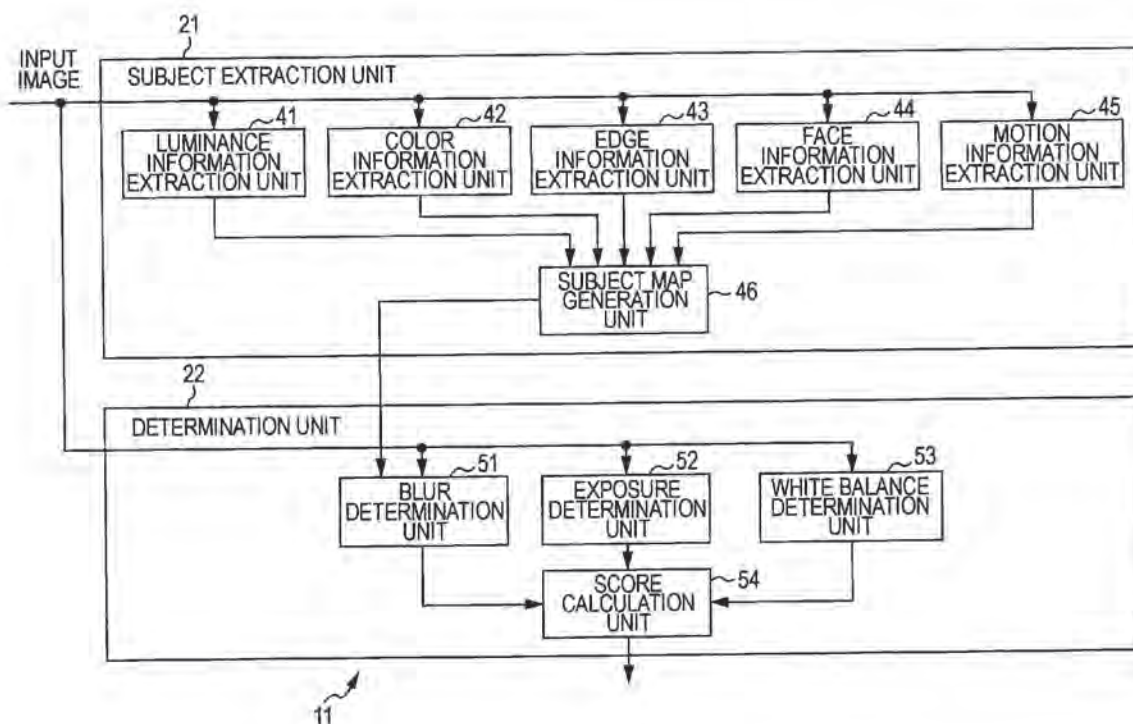 21
INPUT
IMAGE
SUBJECT EXTRACTION UNIT
41
42
43
44
45
LUMINANCE
INFORMATION
EXTRACTION UNIT
COLOR
INFORMATION
EXTRACTION UNIT
EDGE
INFORMATION
EXTRACTION UNIT
FACE
INFORMATION
EXTRACTION UNIT
MOTION
INFORMATION
EXTRACTION UNIT
SUBJECT MAP
GENERATION
UNIT
46
22
DETERMINATION UNIT
51
52
53
BLUR
DETERMINATION
UNIT
EXPOSURE
DETERMINATION
UNIT
WHITE BALANCE
DETERMINATION
UNIT
SCORE
CALCULATION
UNIT
54
11